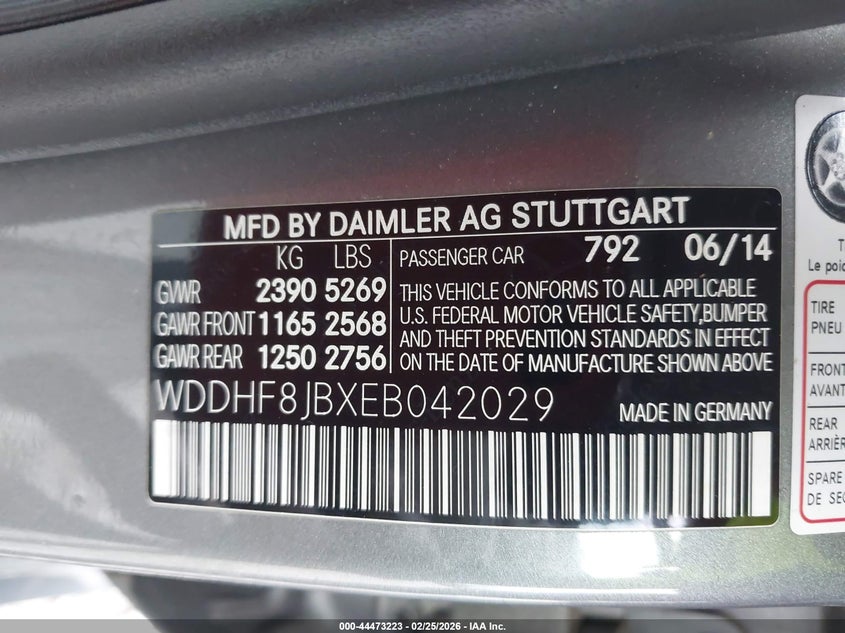 MFD BY DAIMLER AG STUTTGART
KG LBS
GVWR 2390 5269
GAWR FRONT 1165 2568
GAWR REAR 1250 2756
PASSENGER CAR 792 06/14
THIS VEHICLE CONFORMS TO ALL APPLICABLE
U.S. FEDERAL MOTOR VEHICLE SAFETY,BUMPER
AND THEFT PREVENTION STANDARDS IN EFFECT
ON THE DATE OF MANUFACTURE SHOWN ABOVE
WDDHF8JBXEB042029
MADE IN GERMANY
Le poid
TIRE
PNEU
FRONT
AVANT
REAR
ARRIÈR
SPARE
DE SEC
000-44473223 - 02/25/2026 - IAA Inc.